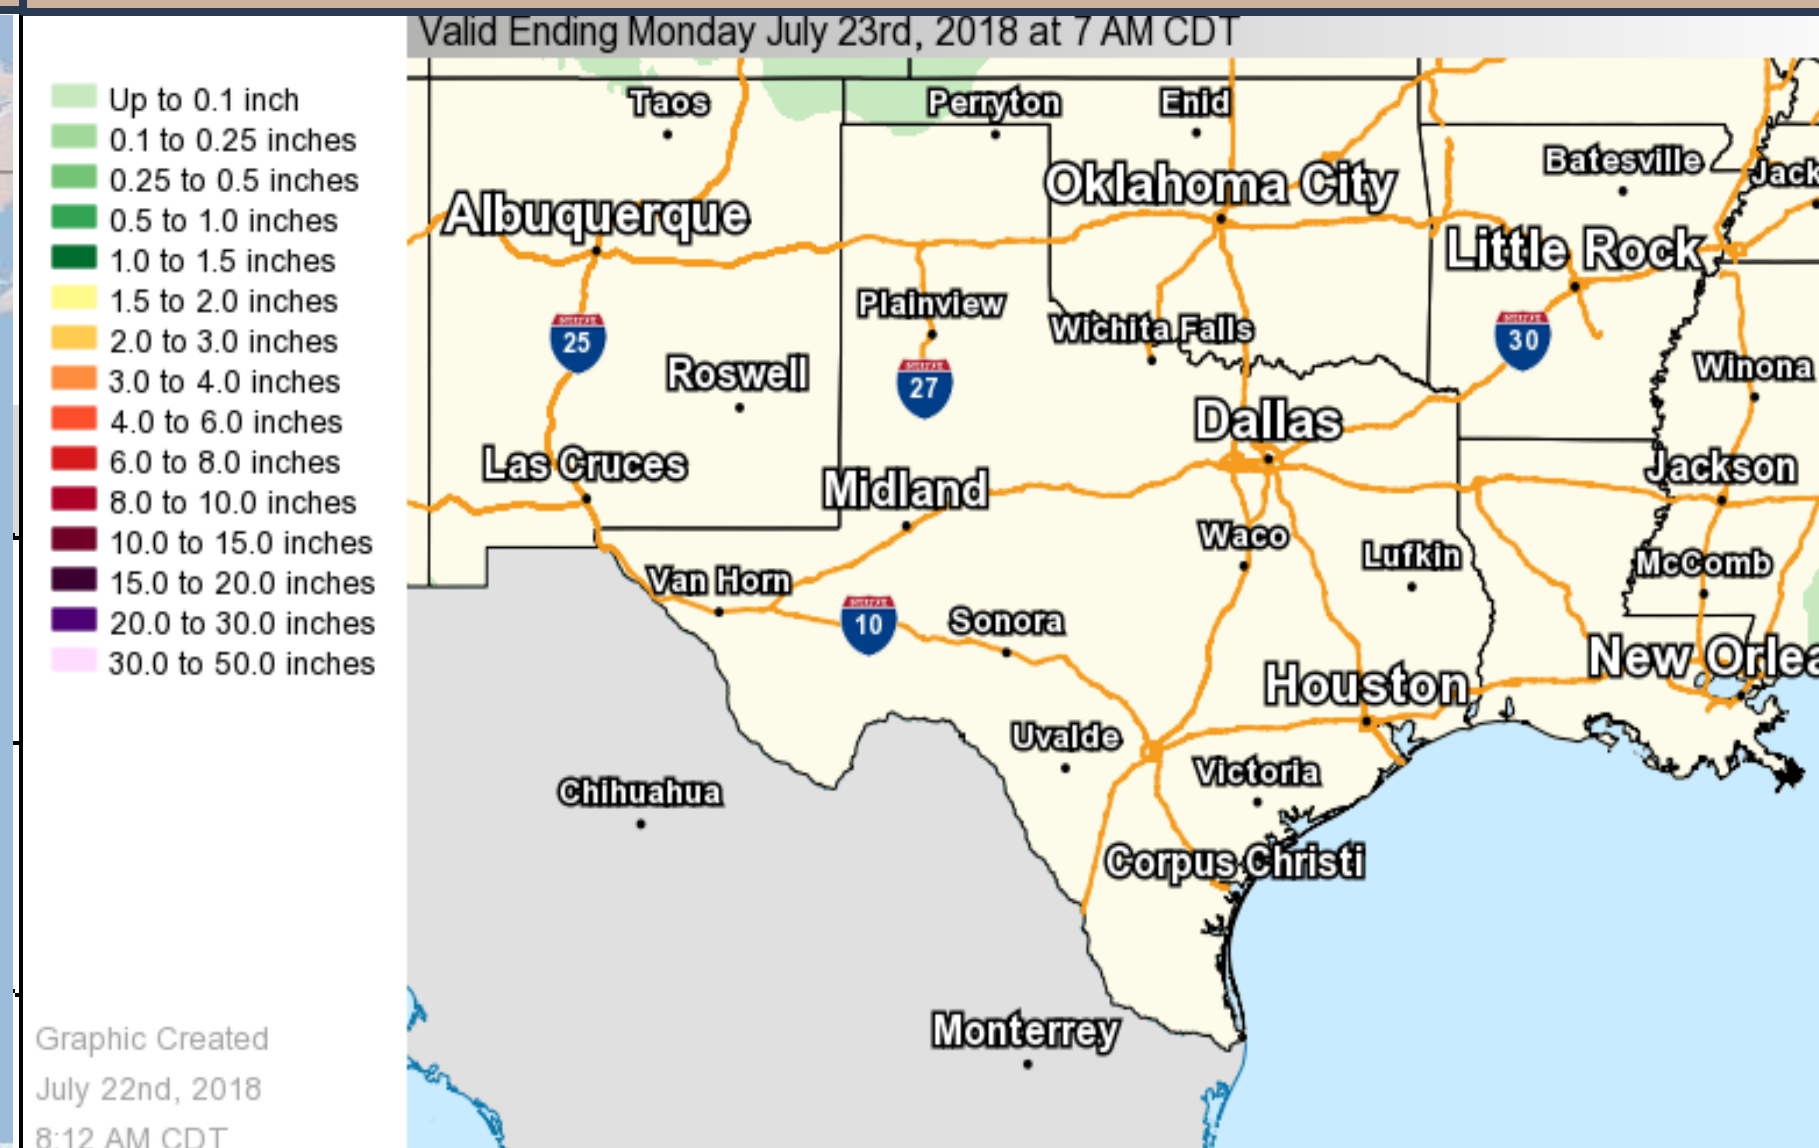 Valid Ending Monday July 23rd, 2018 at 7 AM CDT
Up to 0.1 inch
0.1 to 0.25 inches
0.25 to 0.5 inches
0.5 to 1.0 inches
1.0 to 1.5 inches
1.5 to 2.0 inches
2.0 to 3.0 inches
3.0 to 4.0 inches
4.0 to 6.0 inches
6.0 to 8.0 inches
8.0 to 10.0 inches
10.0 to 15.0 inches
15.0 to 20.0 inches
20.0 to 30.0 inches
30.0 to 50.0 inches
Graphic Created
July 22nd, 2018
8:12 AM CDT
Taos
Perryton
Enid
Batesville
Jack
Oklahoma City
Albuquerque
Little Rock
Plainview
Wichita Falls
25
30
Roswell
27
Winona
Dallas
Las Cruces
Midland
Jackson
Waco
Lufkin
McComb
Van Horn
10
Sonora
New Orlea
Houston
Uvalde
Victoria
Chihuahua
Corpus Christi
Monterrey